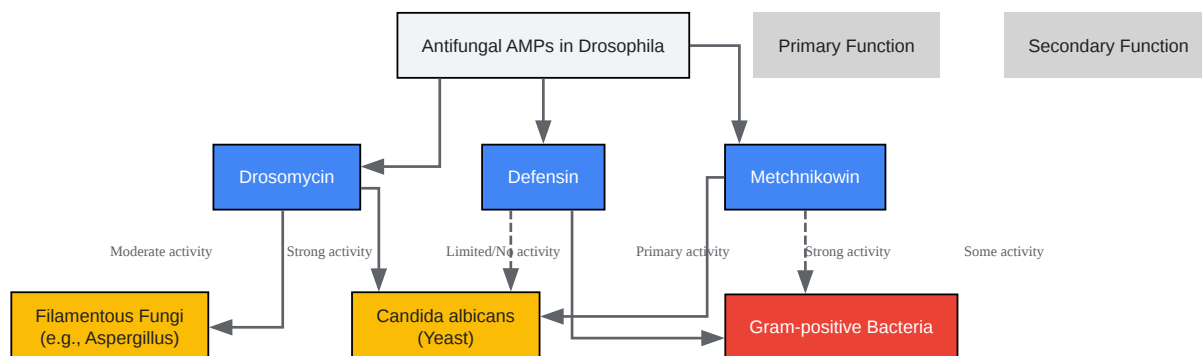 Antifungal AMPs in Drosophila
Primary Function
Secondary Function
Drosomycin
Defensin
Metchnikowin
Moderate activity
Strong activity
Limited/No activity
Primary activity
Strong activity
Some activity
Filamentous Fungi
(e.g., Aspergillus)
Candida albicans
(Yeast)
Gram-positive Bacteria